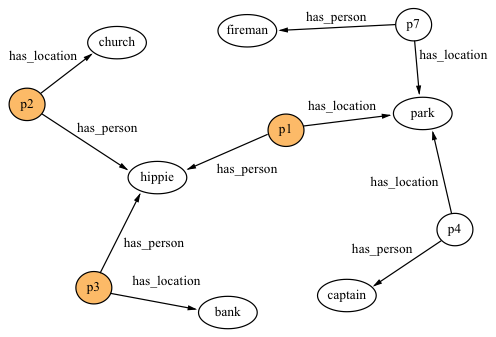 has_person
p7
fireman
church
has_location
has_location
p2
has_location
park
p1
has_person
has_person
hippie
has_location
p4
has_person
has_person
p3
has_location
captain
bank